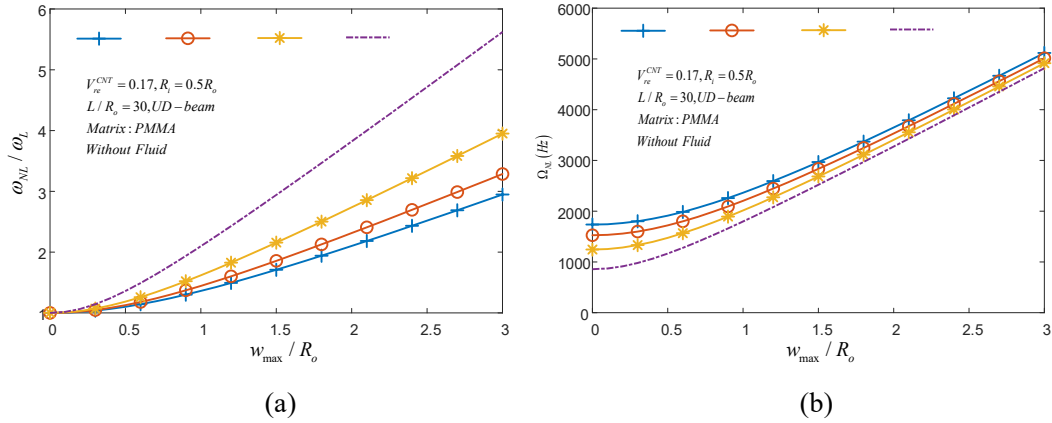 6
5
4
3
2
1
ω_NL / ω_L
V_re^CNT = 0.17, R_i = 0.5R_o
L / R_o = 30, UD−beam
Matrix : PMMA
Without Fluid
0 0.5 1 1.5 2 2.5 3
w_max / R_o
(a)
6000
5000
4000
3000
2000
1000
0
Ω_NL (Hz)
V_re^CNT = 0.17, R_i = 0.5R_o
L / R_o = 30, UD−beam
Matrix : PMMA
Without Fluid
0 0.5 1 1.5 2 2.5 3
w_max / R_o
(b)